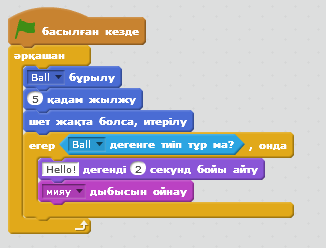 басылған кезде
әрқашан
Ball бұрылу
5 қадам жылжу
шет жақта болса, итерілу
егер Ball дегенге тиіп тұр ма? , онда
Hello! дегенді 2 секунд бойы айту
мияу дыбысын ойнау